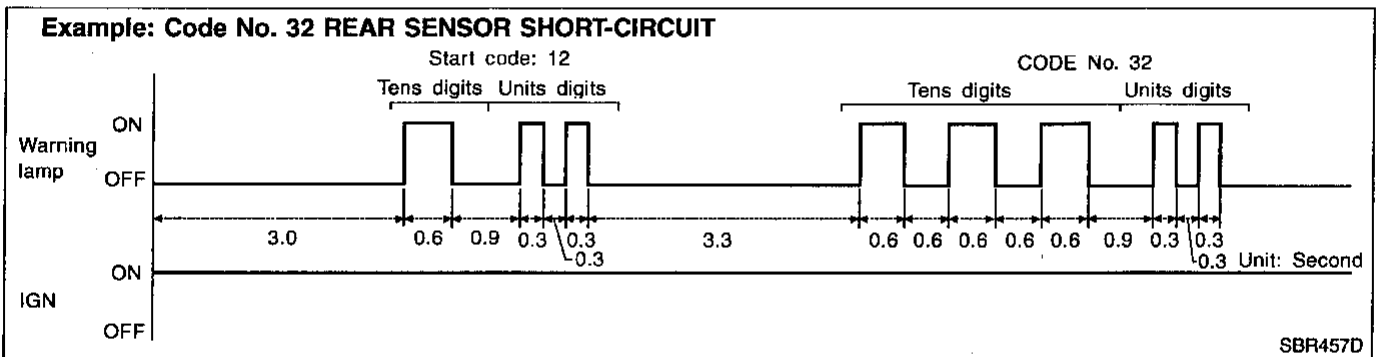 Example: Code No. 32 REAR SENSOR SHORT-CIRCUIT
Start code: 12
CODE No. 32
Tens digits Units digits
Tens digits
Units digits
Warning lamp
ON
OFF
3.0
0.6
0.9
0.3
0.3
0.3
3.3
0.6
0.6
0.6
0.6
0.6
0.9
0.3
0.3
0.3 Unit: Second
IGN
ON
OFF
SBR457D